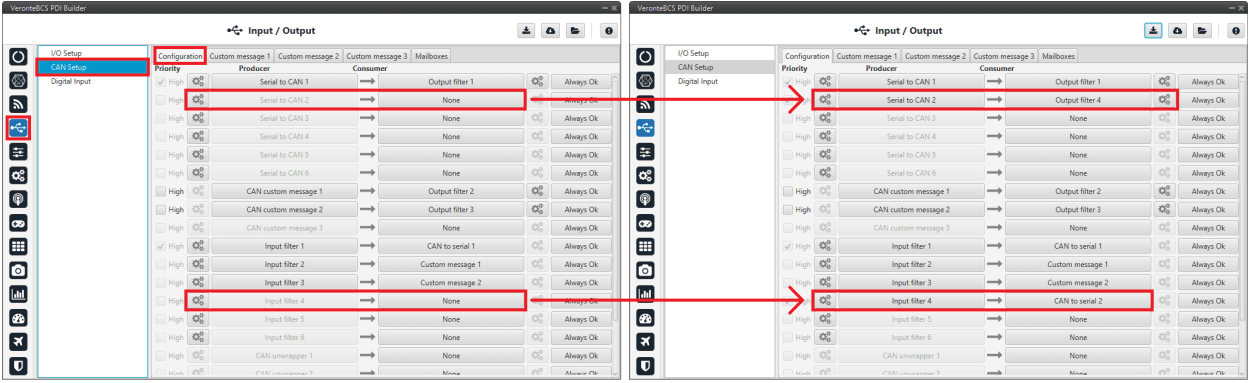 VeronteBCS PDI Builder
Input / Output
I/O Setup
CAN Setup
Digital Input
Configuration Custom message 1 Custom message 2 Custom message 3 Mailboxes
Priority Producer Consumer
High Serial to CAN 1 Output filter 1 Always Ok
High Serial to CAN 2 None Always Ok
High Serial to CAN 3 None Always Ok
High Serial to CAN 4 None Always Ok
High Serial to CAN 5 None Always Ok
High Serial to CAN 6 None Always Ok
High CAN custom message 1 Output filter 2 Always Ok
High CAN custom message 2 Output filter 3 Always Ok
High CAN custom message 3 None Always Ok
High Input filter 1 CAN to serial 1 Always Ok
High Input filter 2 Custom message 1 Always Ok
High Input filter 3 Custom message 2 Always Ok
High Input filter 4 None Always Ok
High Input filter 5 None Always Ok
High Input filter 6 None Always Ok
High CAN unwrapper 1 None Always Ok
High CAN unwrapper 2 None Always Ok
VeronteBCS PDI Builder
Input / Output
I/O Setup
CAN Setup
Digital Input
Configuration Custom message 1 Custom message 2 Custom message 3 Mailboxes
Priority Producer Consumer
High Serial to CAN 1 Output filter 1 Always Ok
Serial to CAN 2 Output filter 4 Always Ok
High Serial to CAN 3 None Always Ok
High Serial to CAN 4 None Always Ok
High Serial to CAN 5 None Always Ok
High Serial to CAN 6 None Always Ok
High CAN custom message 1 Output filter 2 Always Ok
High CAN custom message 2 Output filter 3 Always Ok
High CAN custom message 3 None Always Ok
High Input filter 1 CAN to serial 1 Always Ok
High Input filter 2 Custom message 1 Always Ok
High Input filter 3 Custom message 2 Always Ok
Input filter 4 CAN to serial 2 Always Ok
High Input filter 5 None Always Ok
High Input filter 6 None Always Ok
High CAN unwrapper 1 None Always Ok
High CAN unwrapper 2 None Always Ok